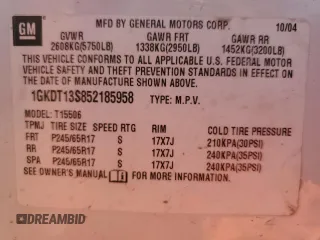 GM
MFD BY GENERAL MOTORS CORP. 10/04
GVWR GAWR FRT GAWR RR
2608KG(5750LB) 1338KG(2950LB) 1452KG(3200LB)
THIS VEHICLE CONFORMS TO ALL APPLICABLE U.S. FEDERAL MOTOR
VEHICLE SAFETY AND THEFT PREVENTION STANDARDS IN EFFECT ON
THE DATE OF MANUFACTURE SHOWN ABOVE.
1GKDT13S852185958 TYPE: M.P.V.
MODEL: T15506
TPMJ TIRE SIZE SPEED RTG RIM COLD TIRE PRESSURE
FRT P245/65R17 S 17X7J 210KPA(30PSI)
RR P245/65R17 S 17X7J 240KPA(35PSI)
SPA P245/65R17 S 17X7J 240KPA(35PSI)
SEE OWNER'S MANUAL FOR MORE INFORMATION.
DREAMBID